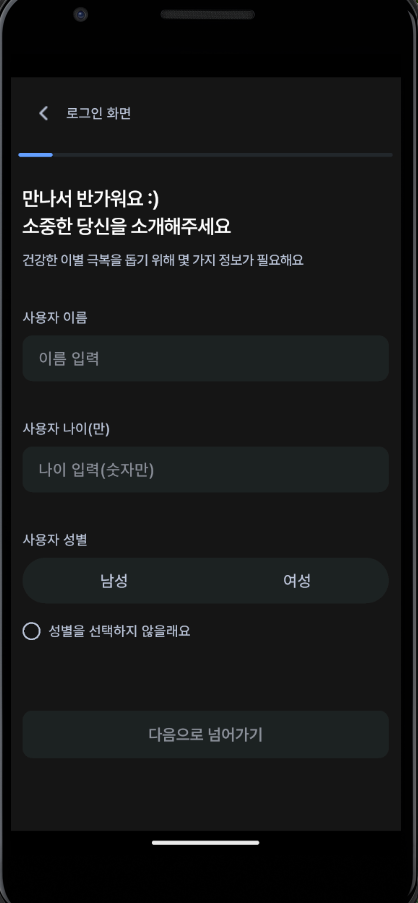 로그인 화면
만나서 반가워요 :)
소중한 당신을 소개해주세요
건강한 이별 극복을 돕기 위해 몇 가지 정보가 필요해요
사용자 이름
이름 입력
사용자 나이(만)
나이 입력(숫자만)
사용자 성별
남성 여성
성별을 선택하지 않을래요
다음으로 넘어가기